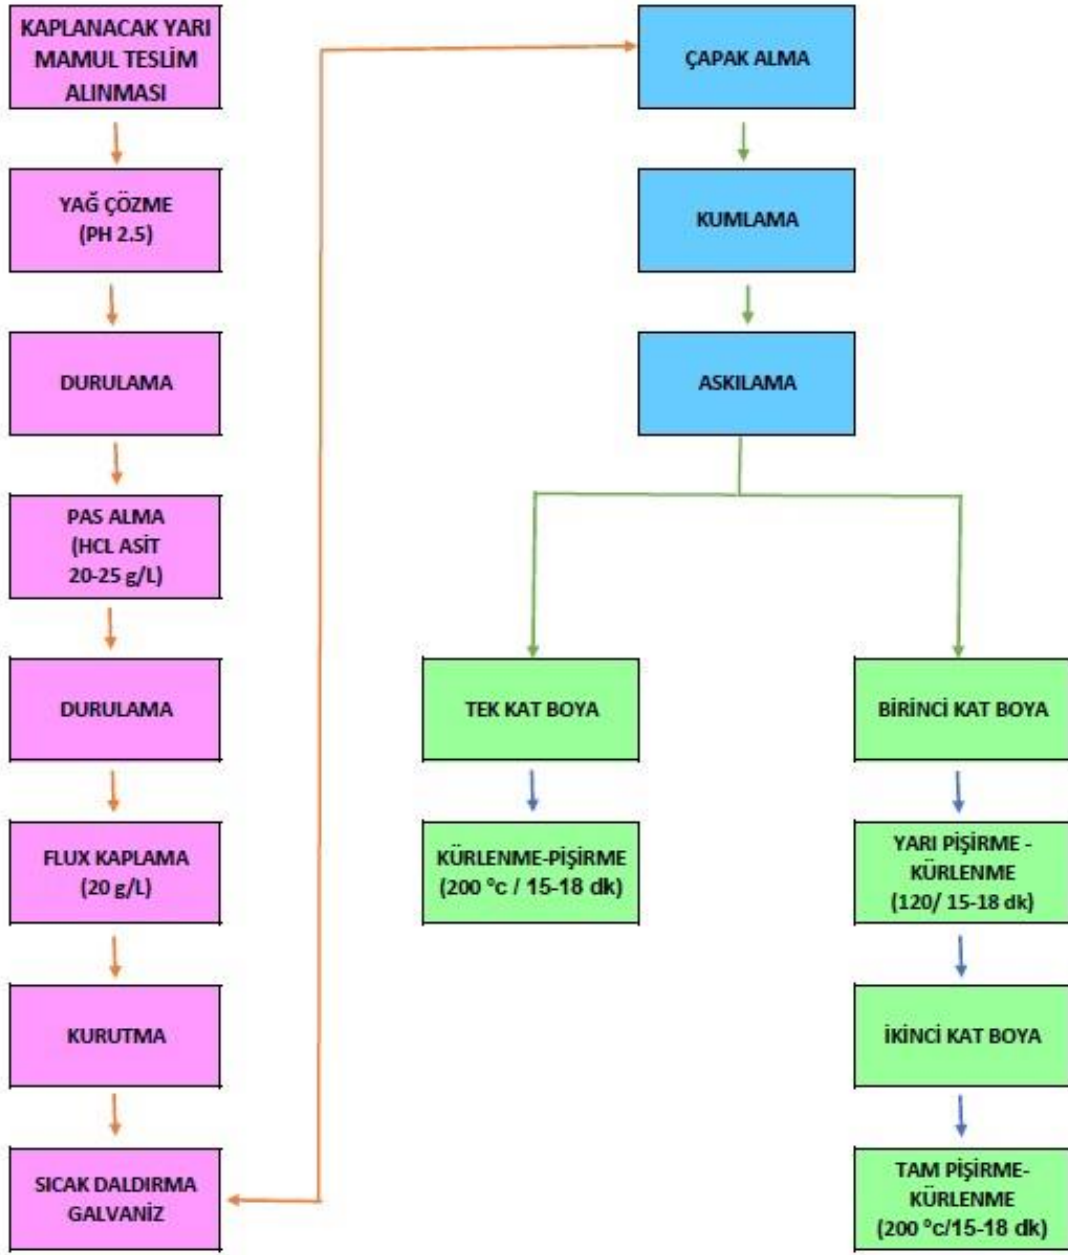 KAPLANACAK YARI
MAMUL TESLİM
ALINMASI
YAĞ ÇÖZME
(PH 2.5)
DURULAMA
PAS ALMA
(HCL ASİT
20-25 g/L)
DURULAMA
FLUX KAPLAMA
(20 g/L)
KURUTMA
SICAK DALDIRMA
GALVANİZ
ÇAPAK ALMA
KUMLAMA
ASKILAMA
TEK KAT BOYA
KÜRLENME-PİŞİRME
(200 °c / 15-18 dk)
BİRİNCİ KAT BOYA
YARI PİŞİRME -
KÜRLENME
(120/ 15-18 dk)
İKİNCİ KAT BOYA
TAM PİŞİRME-
KÜRLENME
(200 °c/15-18 dk)